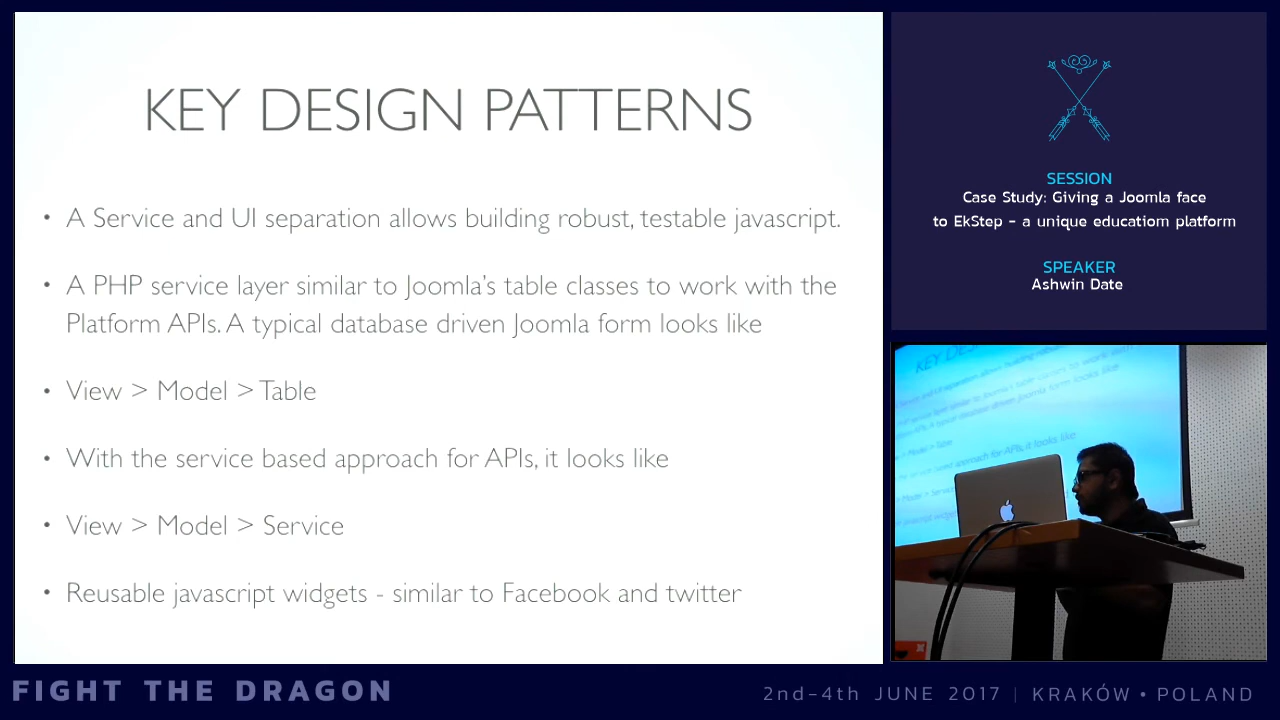 KEY DESIGN PATTERNS
• A Service and UI separation allows building robust, testable javascript.
• A PHP service layer similar to Joomla's table classes to work with the
Platform APIs. A typical database driven Joomla form looks like
• View > Model > Table
• With the service based approach for APIs, it looks like
• View > Model > Service
• Reusable javascript widgets - similar to Facebook and twitter
SESSION
Case Study: Giving a Joomla face
to EkStep - a unique educatiom platform
SPEAKER
Ashwin Date
FIGHT THE DRAGON
2nd-4th JUNE 2017 | KRAKÓW • POLAND